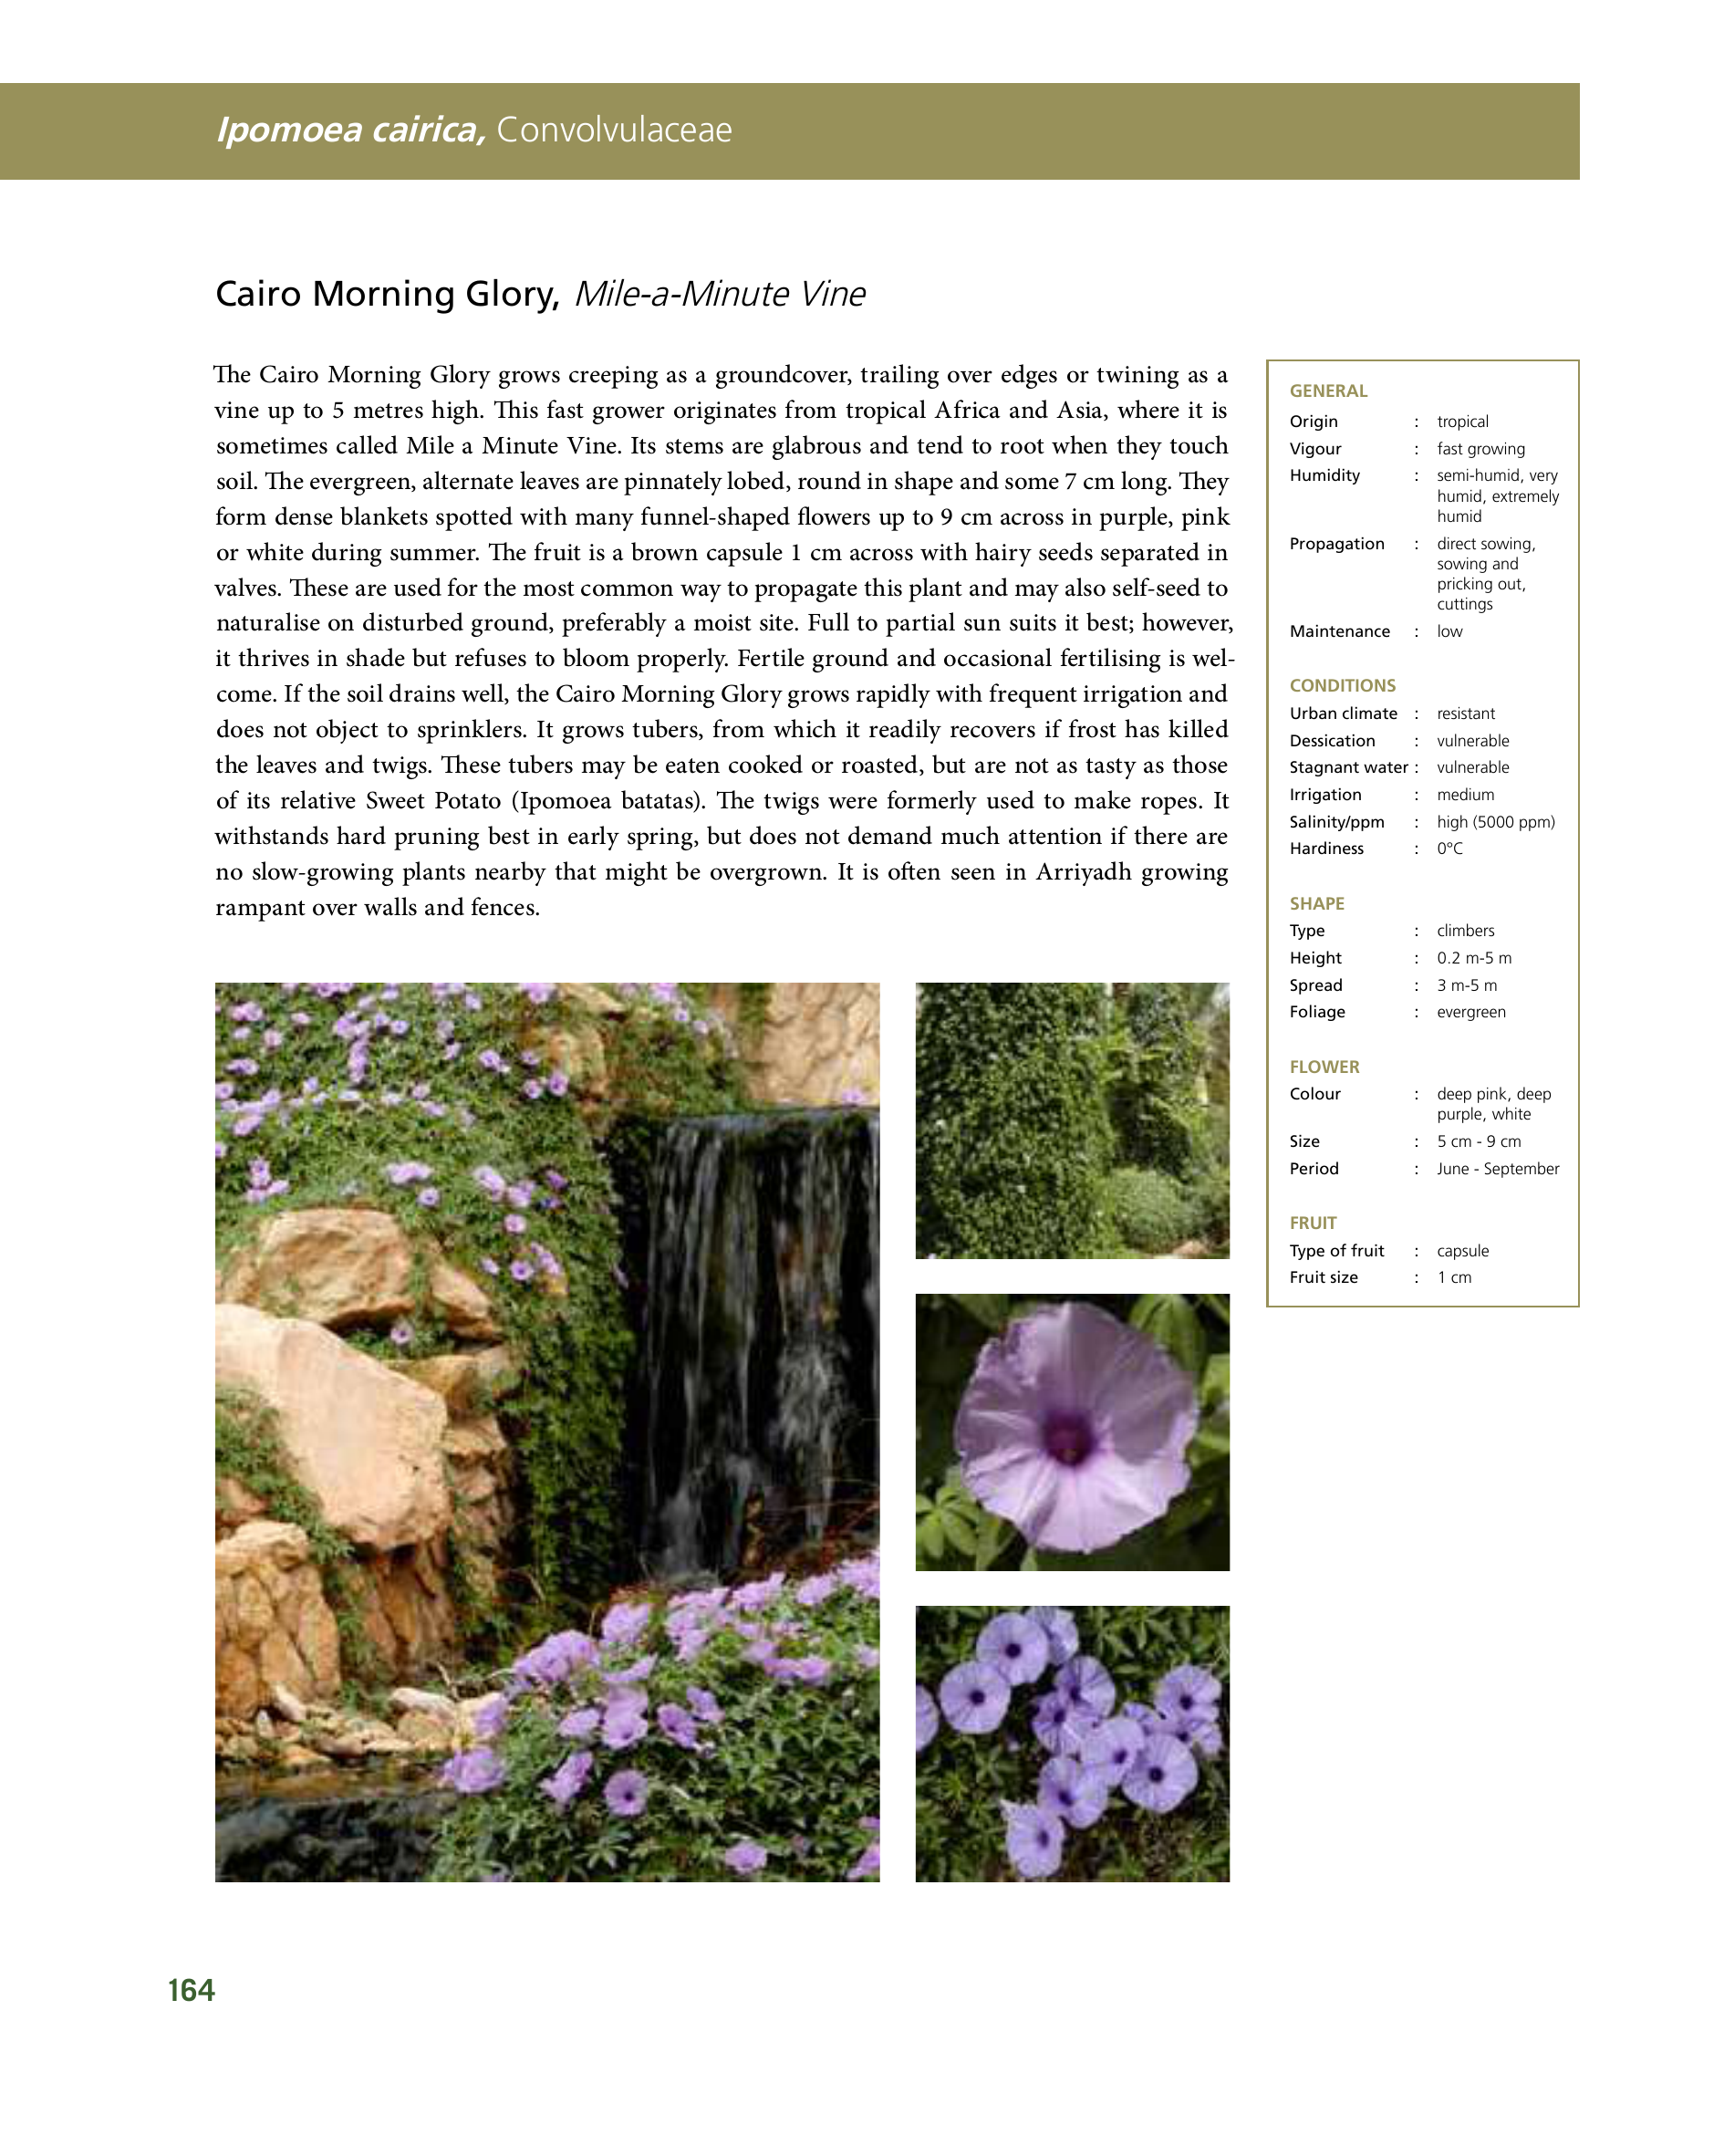 Ipomoea cairica, Convolvulaceae
Cairo Morning Glory, Mile-a-Minute Vine
The Cairo Morning Glory grows creeping as a groundcover, trailing over edges or twining as a
vine up to 5 metres high. This fast grower originates from tropical Africa and Asia, where it is
sometimes called Mile a Minute Vine. Its stems are glabrous and tend to root when they touch
soil. The evergreen, alternate leaves are pinnately lobed, round in shape and some 7 cm long. They
form dense blankets spotted with many funnel-shaped flowers up to 9 cm across in purple, pink
or white during summer. The fruit is a brown capsule 1 cm across with hairy seeds separated in
valves. These are used for the most common way to propagate this plant and may also self-seed to
naturalise on disturbed ground, preferably a moist site. Full to partial sun suits it best; however,
it thrives in shade but refuses to bloom properly. Fertile ground and occasional fertilising is wel-
come. If the soil drains well, the Cairo Morning Glory grows rapidly with frequent irrigation and
does not object to sprinklers. It grows tubers, from which it readily recovers if frost has killed
the leaves and twigs. These tubers may be eaten cooked or roasted, but are not as tasty as those
of its relative Sweet Potato (Ipomoea batatas). The twigs were formerly used to make ropes. It
withstands hard pruning best in early spring, but does not demand much attention if there are
no slow-growing plants nearby that might be overgrown. It is often seen in Arriyadh growing
rampant over walls and fences.
GENERAL
Origin : tropical
Vigour : fast growing
Humidity : semi-humid, very
humid, extremely
humid
Propagation : direct sowing,
sowing and
pricking out,
cuttings
Maintenance : low
CONDITIONS
Urban climate : resistant
Dessication : vulnerable
Stagnant water : vulnerable
Irrigation : medium
Salinity/ppm : high (5000 ppm)
Hardiness : 0°C
SHAPE
Type : climbers
Height : 0.2 m-5 m
Spread : 3 m-5 m
Foliage : evergreen
FLOWER
Colour : deep pink, deep
purple, white
Size : 5 cm - 9 cm
Period : June - September
FRUIT
Type of fruit : capsule
Fruit size : 1 cm
164